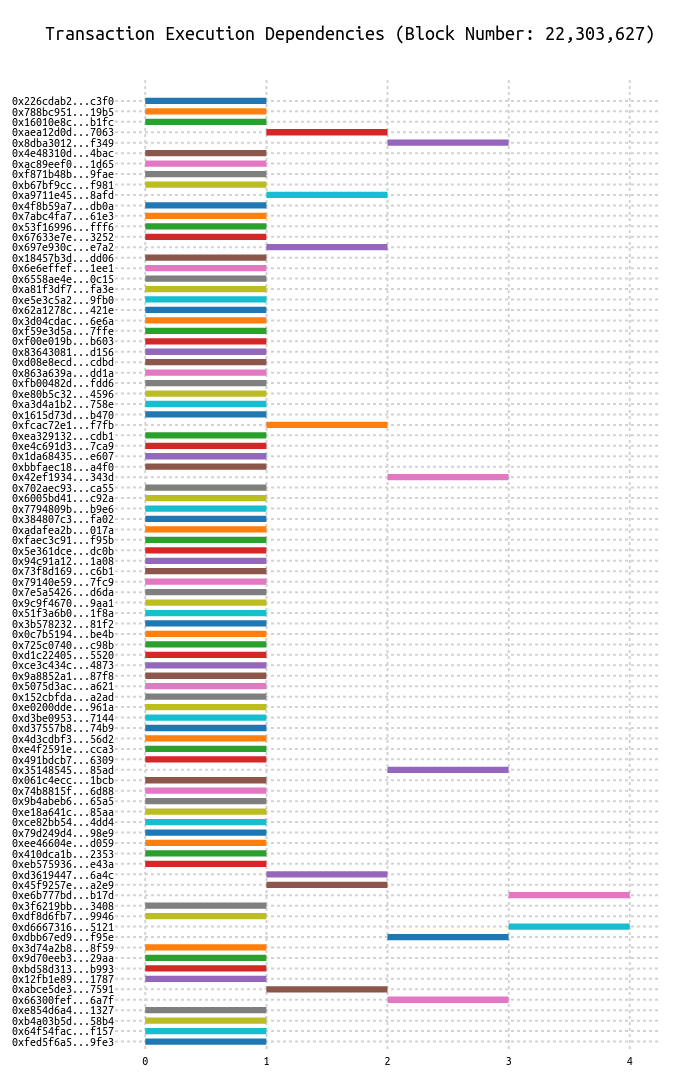 Transaction Execution Dependencies (Block Number: 22,303,627)
0x226cdab2...c3f0
0x788bc951...19b5
0x16010e8c...b1fc
0xaea12d0d...7063
0x8dba3012...f349
0x4e48310d...4bac
0xac89eef0...1d65
0xf871b48b...9fae
0xb67bf9cc...f981
0xa9711e45...8afd
0x4f8b59a7...db0a
0x7abc4fa7...61e3
0x53f16996...fff6
0x67633e7e...3252
0x697e930c...e7a2
0x18457b3d...dd06
0x6e6effef...1ee1
0x6558ae4e...0c15
0xa81f3df7...fa3e
0xe5e3c5a2...9fb0
0x62a1278c...421e
0x3d04cdac...6e6a
0xf59e3d5a...7ffe
0xf00e019b...b603
0x83643081...d156
0xd08e8ecd...cdbd
0x863a639a...dd1a
0xfb00482d...fdd6
0xe80b5c32...4596
0xa3d4a1b2...758e
0x1615d73d...b470
0xfcac72e1...f7fb
0xea329132...cdb1
0xe4c691d3...7ca9
0x1da68435...e607
0xbbfaec18...a4f0
0x42ef1934...343d
0x702aec93...ca55
0x6005bd41...c92a
0x7794809b...b9e6
0x384807c3...fa02
0xadafea2b...017a
0xfaec3c91...f95b
0x5e361dce...dc0b
0x94c91a12...1a08
0x73f8d169...c6b1
0x79140e59...7fc9
0x7e5a5426...d6da
0x9c9f4670...9aa1
0x51f3a6b0...1f8a
0x3b578232...81f2
0x0c7b5194...be4b
0x725c0740...c98b
0xd1c22405...5520
0xce3c434c...4873
0x9a8852a1...87f8
0x5075d3ac...a621
0x152cbfda...a2ad
0xe0200dde...961a
0xd3be0953...7144
0xd37557b8...74b9
0x4d3cdbf3...56d2
0xe4f2591e...cca3
0x491bdcb7...6309
0x35148545...85ad
0x061c4ecc...1bcb
0x74b8815f...6d88
0x9b4abeb6...65a5
0xe18a641c...85aa
0xce82bb54...4dd4
0x79d249d4...98e9
0xee46604e...d059
0x410dca1b...2353
0xeb575936...e43a
0xd3619447...6a4c
0x45f9257e...a2e9
0xe6b777bd...b17d
0x3f6219bb...3408
0xdf8d6fb7...9946
0xd6667316...5121
0xdbb67ed9...f95e
0x3d74a2b8...8f59
0x9d70eeb3...29aa
0xbd58d313...b993
0x12fb1e89...1787
0xabce5de3...7591
0x66300fef...6a7f
0xe854d6a4...1327
0xb4a03b5d...58b4
0x64f54fac...f157
0xfed5f6a5...9fe3
0 1 2 3 4